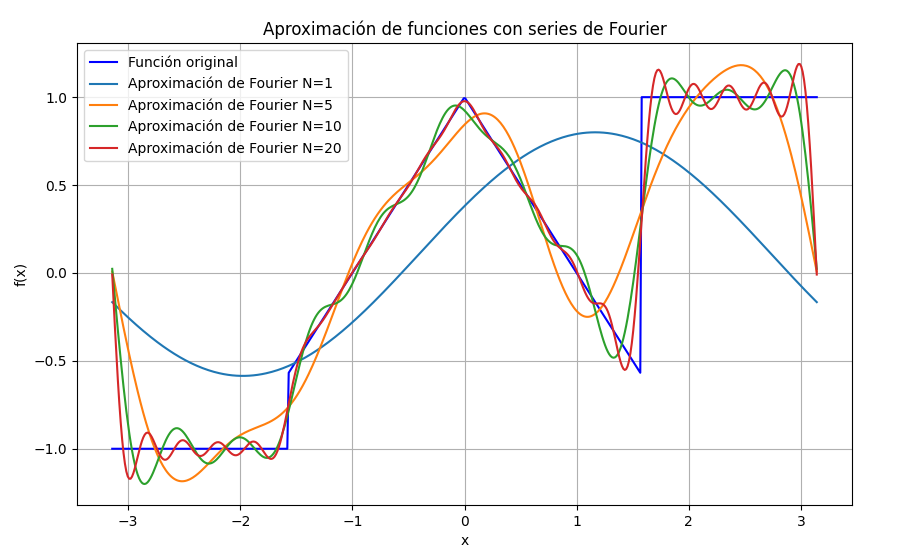 Aproximación de funciones con series de Fourier
Función original
Aproximación de Fourier N=1
Aproximación de Fourier N=5
Aproximación de Fourier N=10
Aproximación de Fourier N=20
1.0
0.5
0.0
−0.5
−1.0
f(x)
−3 −2 −1 0 1 2 3
x